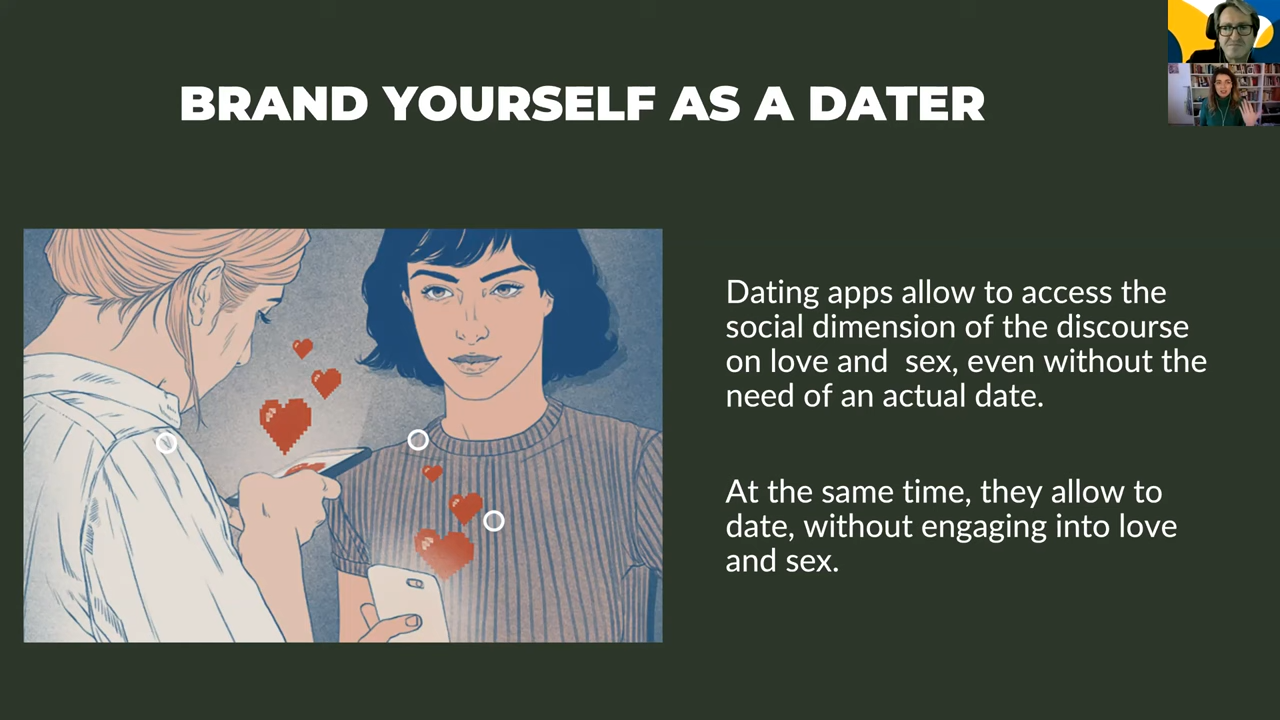 BRAND YOURSELF AS A DATER
Dating apps allow to access the
social dimension of the discourse
on love and  sex, even without the
need of an actual date.
At the same time, they allow to
date, without engaging into love
and sex.